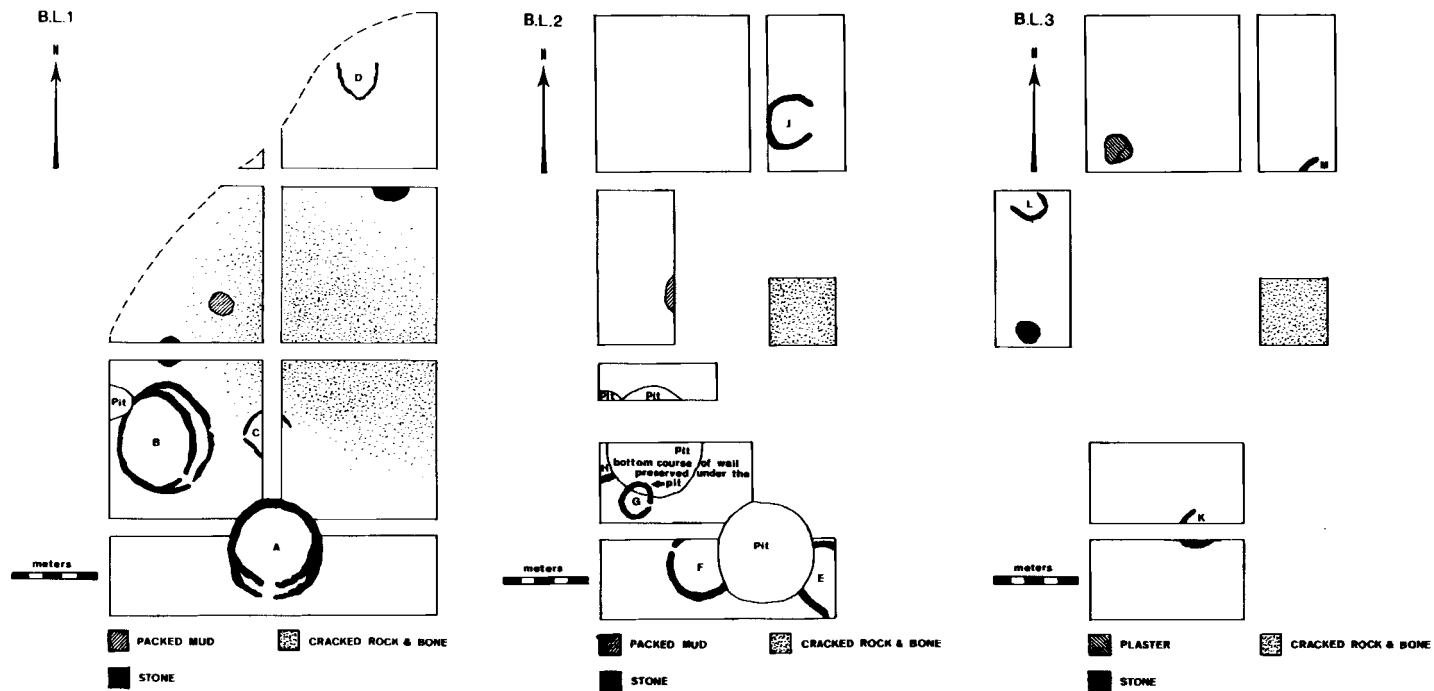 B.L.1
N
D
Pit
B
C
A
meters
PACKED MUD
CRACKED ROCK & BONE
STONE
B.L.2
N
J
Pit
Pit
Pit
bottom course of wall
preserved under the
pit
H
G
Pit
F
E
meters
PACKED MUD
CRACKED ROCK & BONE
STONE
B.L.3
N
M
L
K
meters
PLASTER
CRACKED ROCK & BONE
STONE